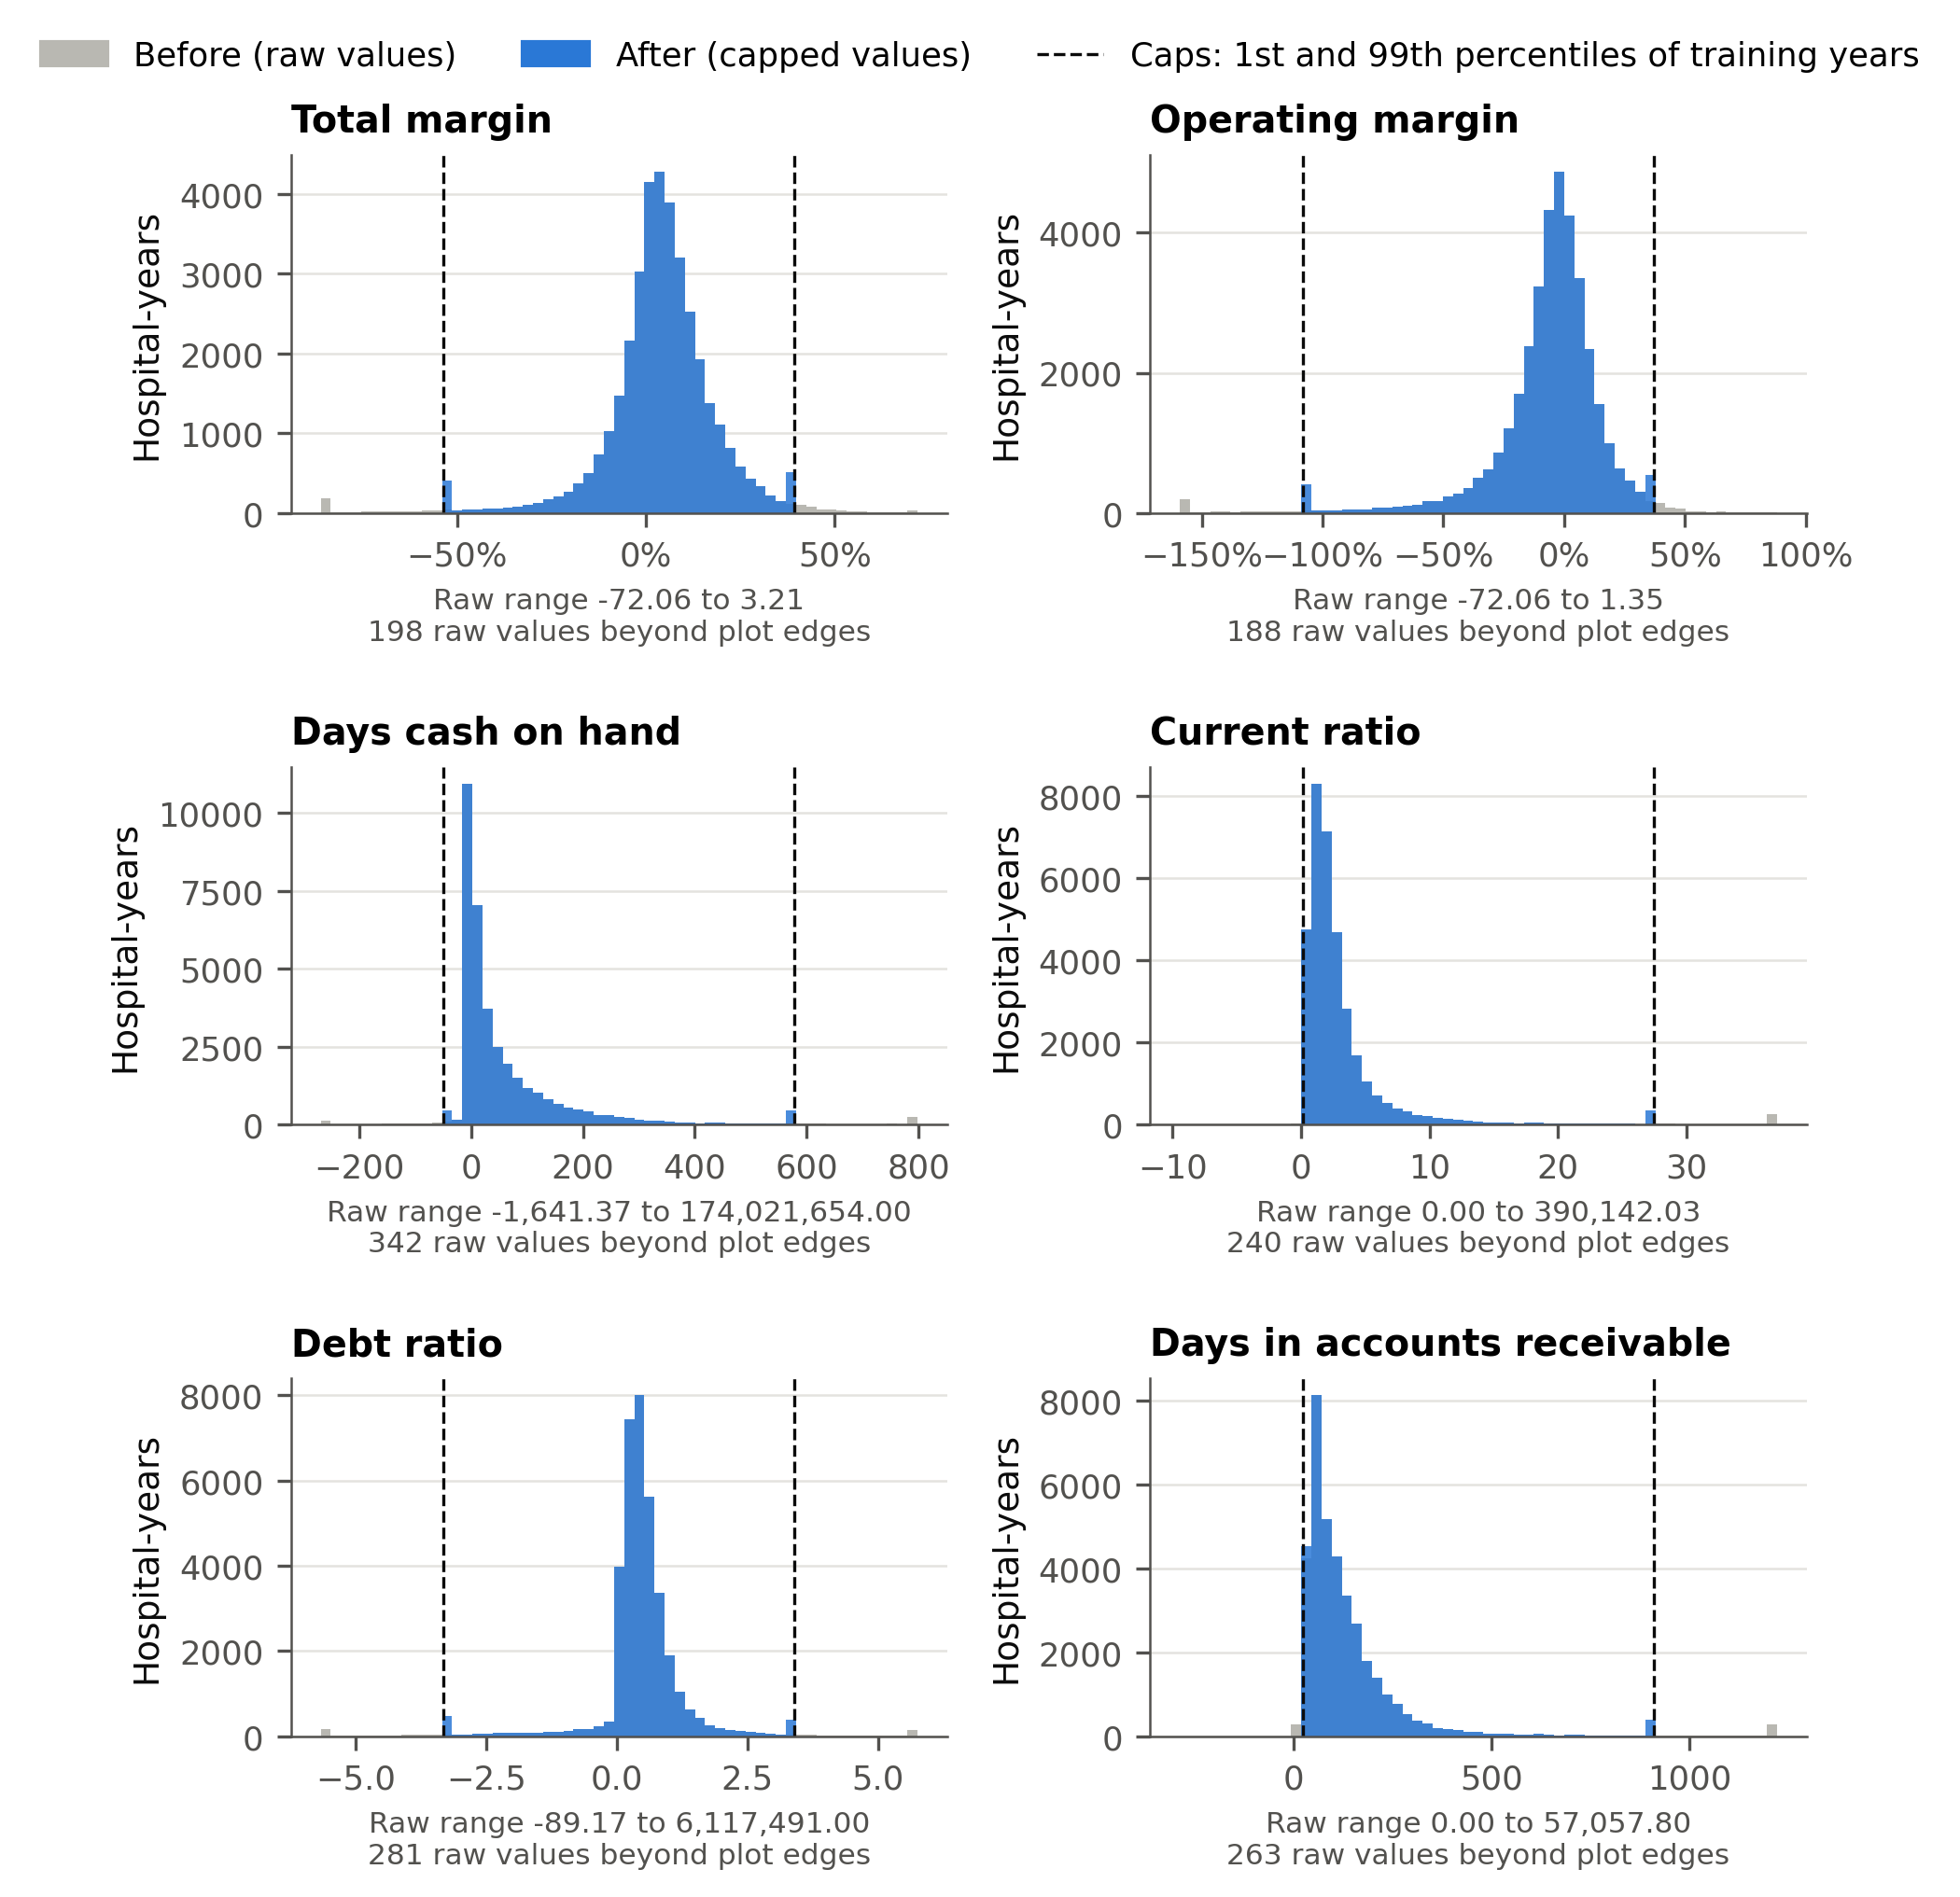 Before (raw values) After (capped values) Caps: 1st and 99th percentiles of training years
Total margin
Hospital-years
4000
3000
2000
1000
0
−50% 0% 50%
Raw range -72.06 to 3.21
198 raw values beyond plot edges
Operating margin
Hospital-years
4000
2000
0
−150% −100% −50% 0% 50% 100%
Raw range -72.06 to 1.35
188 raw values beyond plot edges
Days cash on hand
Hospital-years
10000
7500
5000
2500
0
−200 0 200 400 600 800
Raw range -1,641.37 to 174,021,654.00
342 raw values beyond plot edges
Current ratio
Hospital-years
8000
6000
4000
2000
0
−10 0 10 20 30
Raw range 0.00 to 390,142.03
240 raw values beyond plot edges
Debt ratio
Hospital-years
8000
6000
4000
2000
0
−5.0 −2.5 0.0 2.5 5.0
Raw range -89.17 to 6,117,491.00
281 raw values beyond plot edges
Days in accounts receivable
Hospital-years
8000
6000
4000
2000
0
0 500 1000
Raw range 0.00 to 57,057.80
263 raw values beyond plot edges